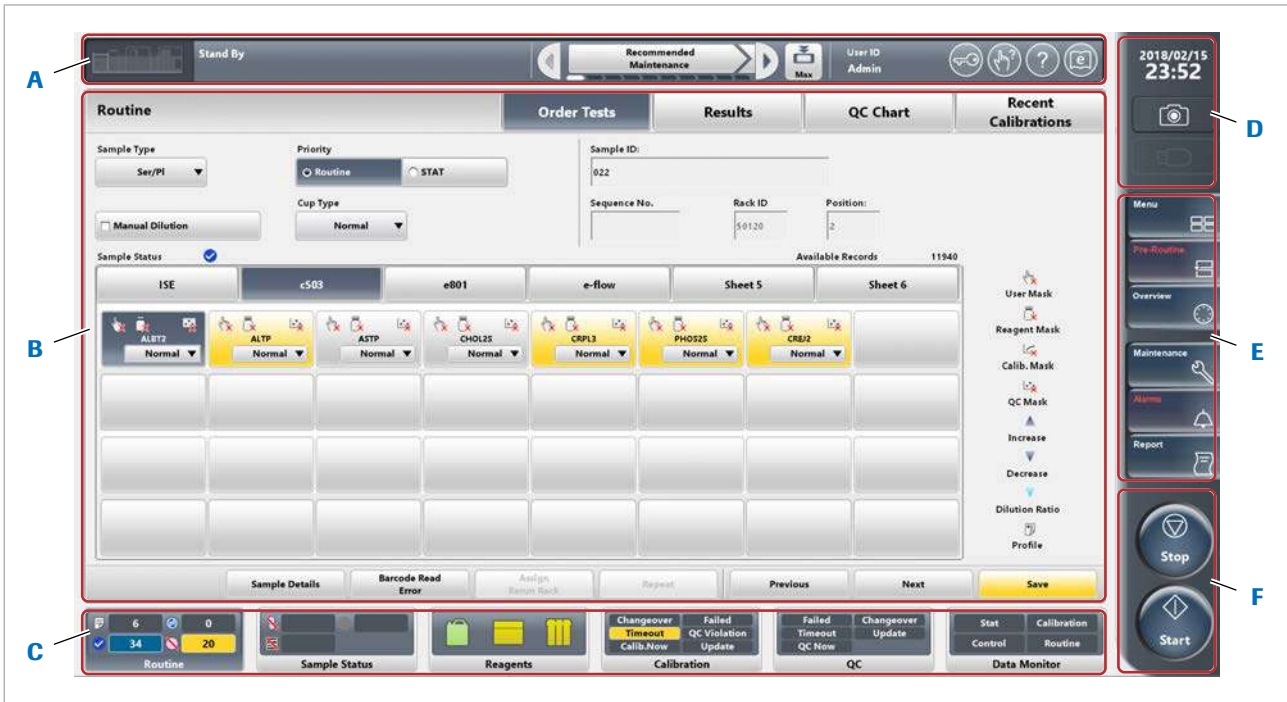 A
Stand By
Recommended
Maintenance
Max
User ID
Admin
?
?
e
2018/02/15
23:52
D
Routine
Order Tests
Results
QC Chart
Recent
Calibrations
Sample Type
Priority
Sample ID:
Ser/Pl
Routine
STAT
022
Cup Type
Sequence No.
Rack ID
Position:
Manual Dilution
Normal
50120
2
Sample Status
Available Records
11940
ISE
c503
e801
e-flow
Sheet 5
Sheet 6
ALBT2
ALTP
ASTP
CHOL2S
CRPL3
PHOS2S
CREJ2
Normal
Normal
Normal
Normal
Normal
Normal
Normal
User Mask
Reagent Mask
Calib. Mask
QC Mask
Increase
Decrease
Dilution Ratio
Profile
B
Menu
Pre-Routine
Overview
Maintenance
Alarms
Report
E
Sample Details
Barcode Read
Error
Assign
Rerun Rack
Repeat
Previous
Next
Save
Stop
Start
F
C
6
0
34
20
Routine
Sample Status
Reagents
Changeover
Failed
Timeout
QC Violation
Calib.Now
Update
Calibration
Failed
Changeover
Timeout
Update
QC Now
QC
Stat
Calibration
Control
Routine
Data Monitor